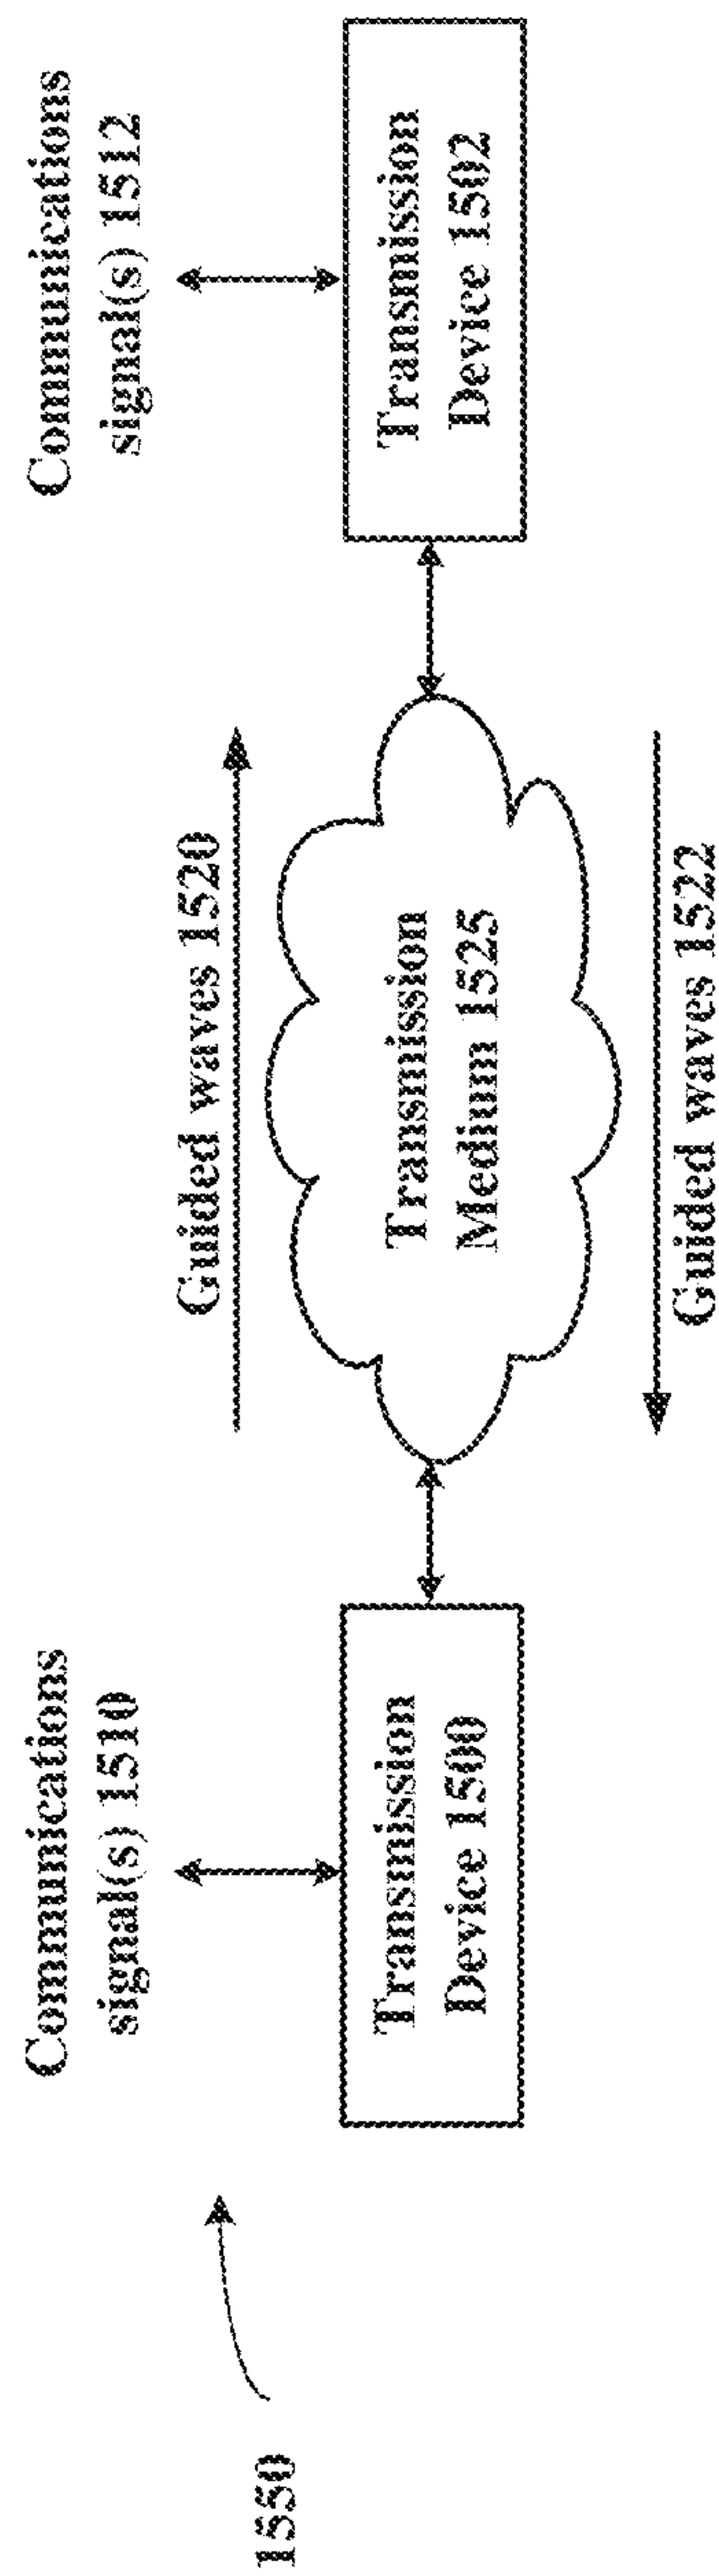 1550
Communications
signal(s) 1510
Transmission
Device 1500
Guided waves 1520
Transmission
Medium 1525
Guided waves 1522
Communications
signal(s) 1512
Transmission
Device 1502